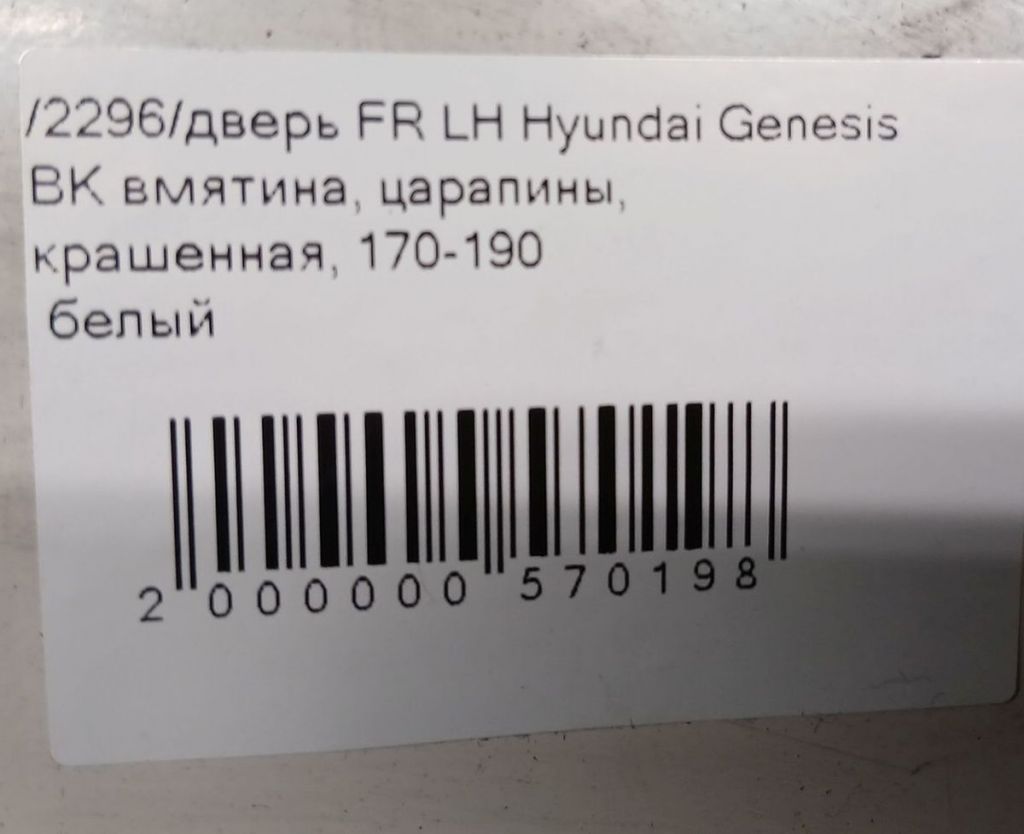 /2296/дверь FR LH Hyundai Genesis
BK вмятина, царапины,
крашенная, 170-190
белый
2 000000 570198